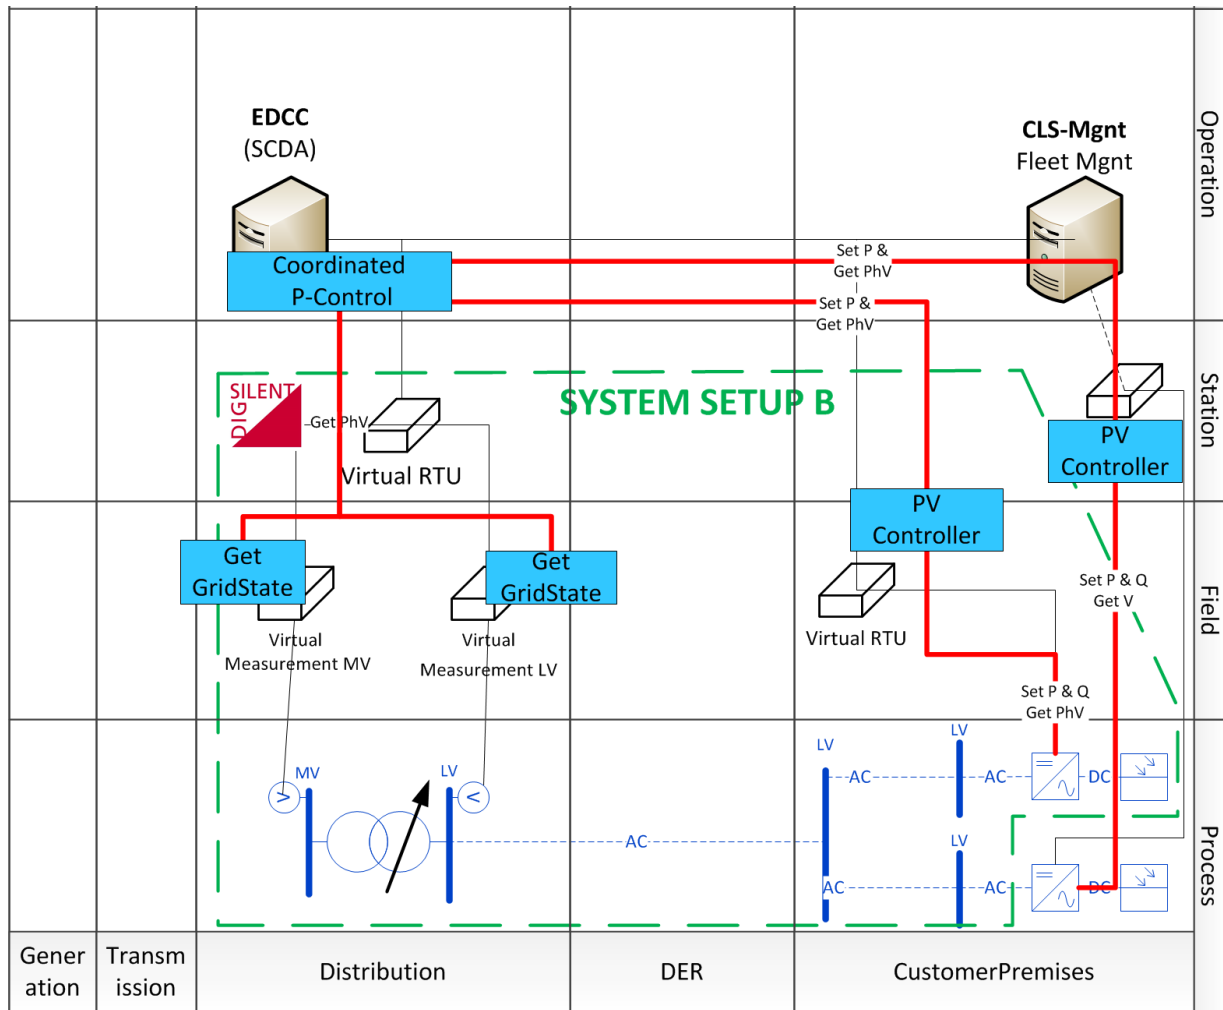 EDCC
(SCDA)
CLS-Mgnt
Fleet Mgnt
Operation
Coordinated
P-Control
Set P &
Get PhV
Set P &
Get PhV
SILENT
DIG
Get PhV
SYSTEM SETUP B
Virtual RTU
PV
Controller
Station
PV
Controller
Get
GridState
Get
GridState
Virtual
Measurement MV
Virtual
Measurement LV
Virtual RTU
Set P & Q
Get V
Set P & Q
Get PhV
Field
MV
LV
LV
LV
AC
AC
DC
V
V
AC
LV
AC
AC
DC
Process
Gener
ation
Transm
ission
Distribution
DER
CustomerPremises